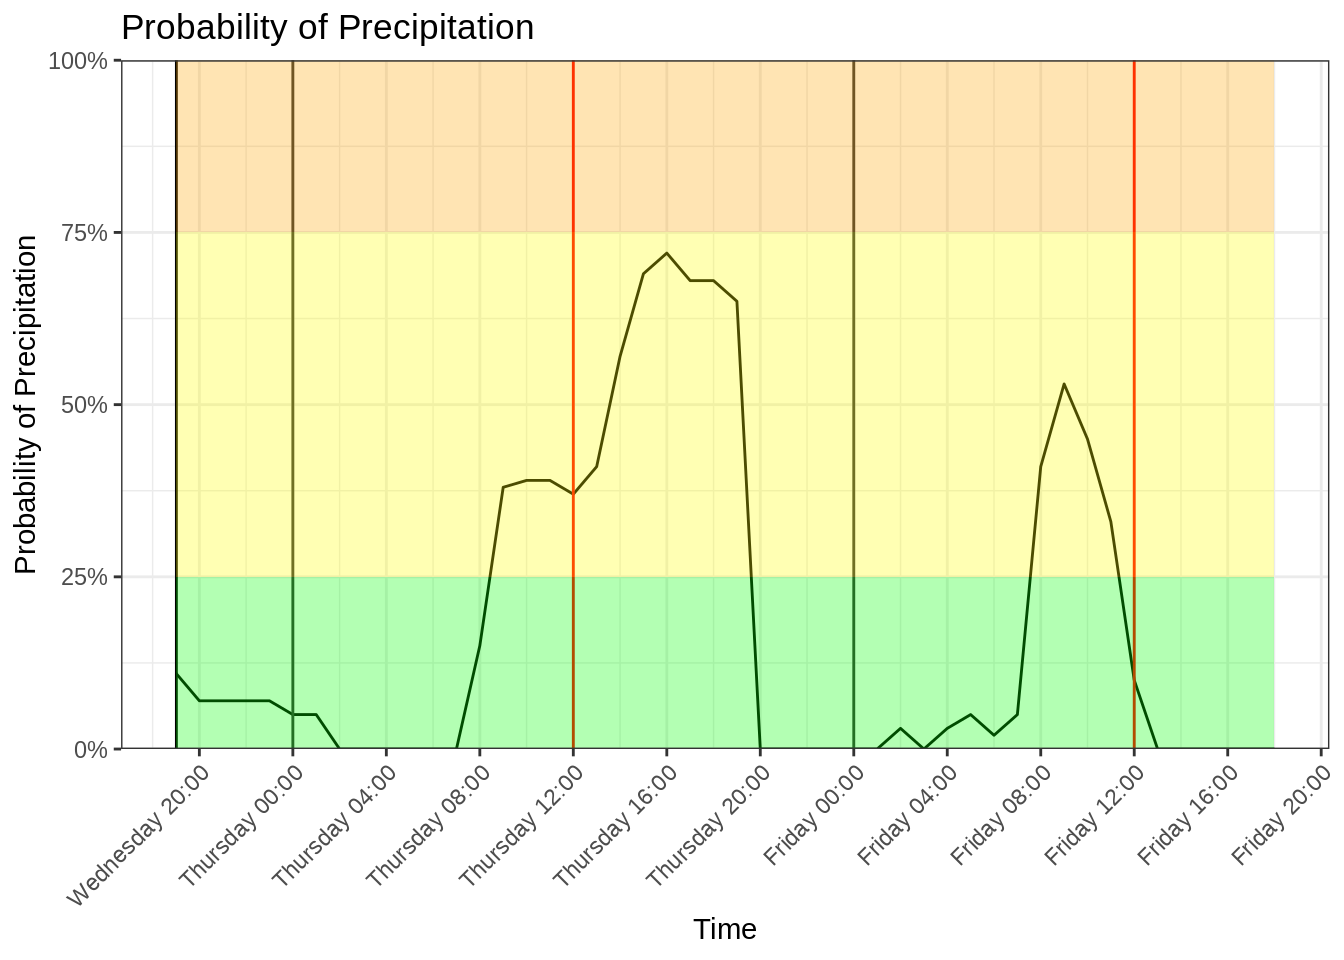 Probability of Precipitation
100%
75%
50%
25%
0%
Probability of Precipitation
Wednesday 20:00
Thursday 00:00
Thursday 04:00
Thursday 08:00
Thursday 12:00
Thursday 16:00
Thursday 20:00
Friday 00:00
Friday 04:00
Friday 08:00
Friday 12:00
Friday 16:00
Friday 20:00
Time